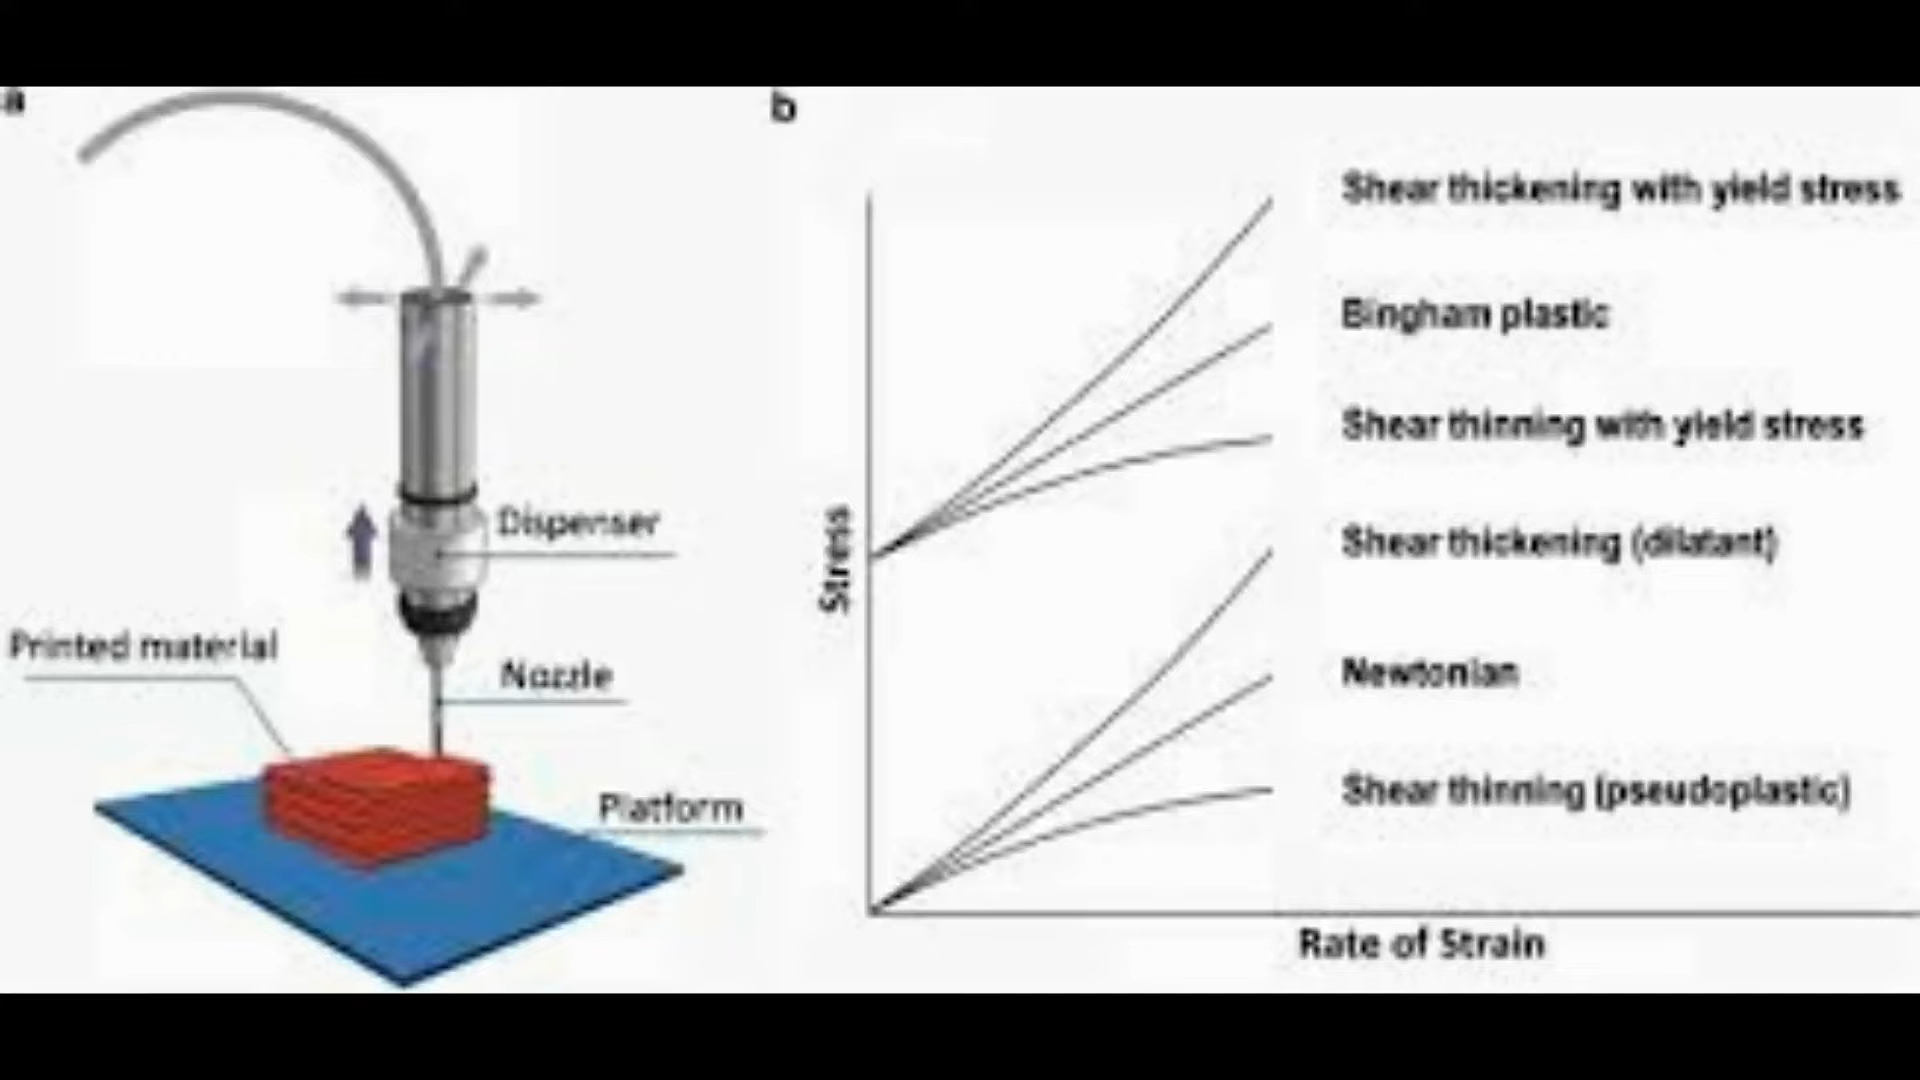 a
Dispenser
Printed material
Nozzle
Platform
b
Stress
Shear thickening with yield stress
Bingham plastic
Shear thinning with yield stress
Shear thickening (dilatant)
Newtonian
Shear thinning (pseudoplastic)
Rate of Strain